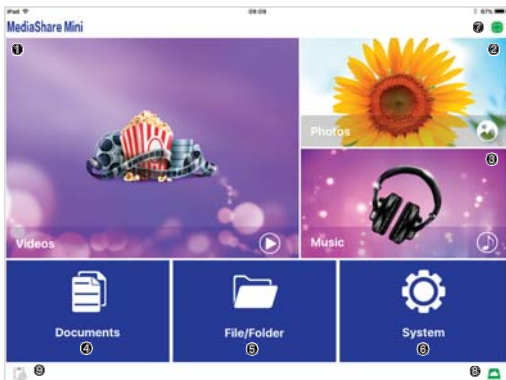 iPad 09:09 97%
MediaShare Mini 7
1 2
Photos
3
Videos Music
Documents File/Folder System
4 5 6
9 8